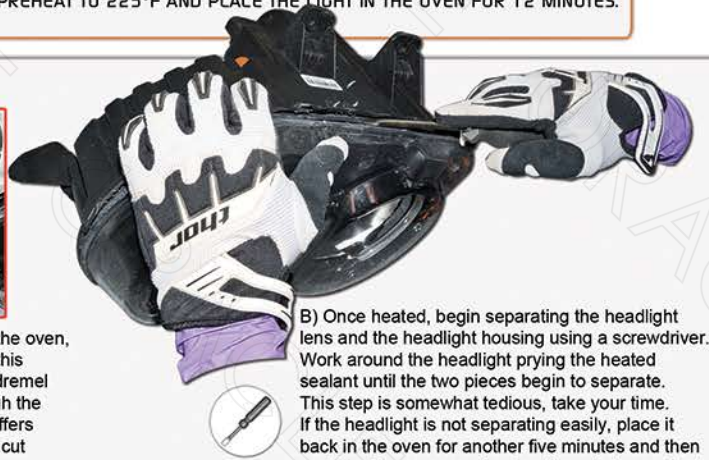 PREHEAT TO 225°F AND PLACE THE LIGHT IN THE OVEN FOR 12 MINUTES.
thor
he oven,
this
dremel
gh the
ffers
cut
B) Once heated, begin separating the headlight
lens and the headlight housing using a screwdriver.
Work around the headlight prying the heated
sealant until the two pieces begin to separate.
This step is somewhat tedious, take your time.
If the headlight is not separating easily, place it
back in the oven for another five minutes and then